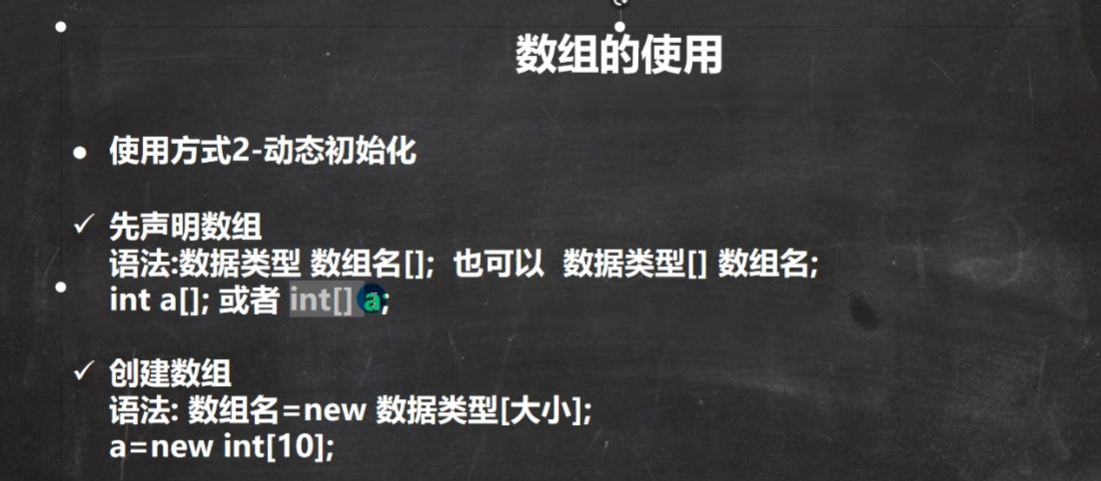 数组的使用
● 使用方式2-动态初始化
✓ 先声明数组
语法:数据类型 数组名[]; 也可以 数据类型[] 数组名;
int a[]; 或者 int[] a;
✓ 创建数组
语法: 数组名=new 数据类型[大小];
a=new int[10];